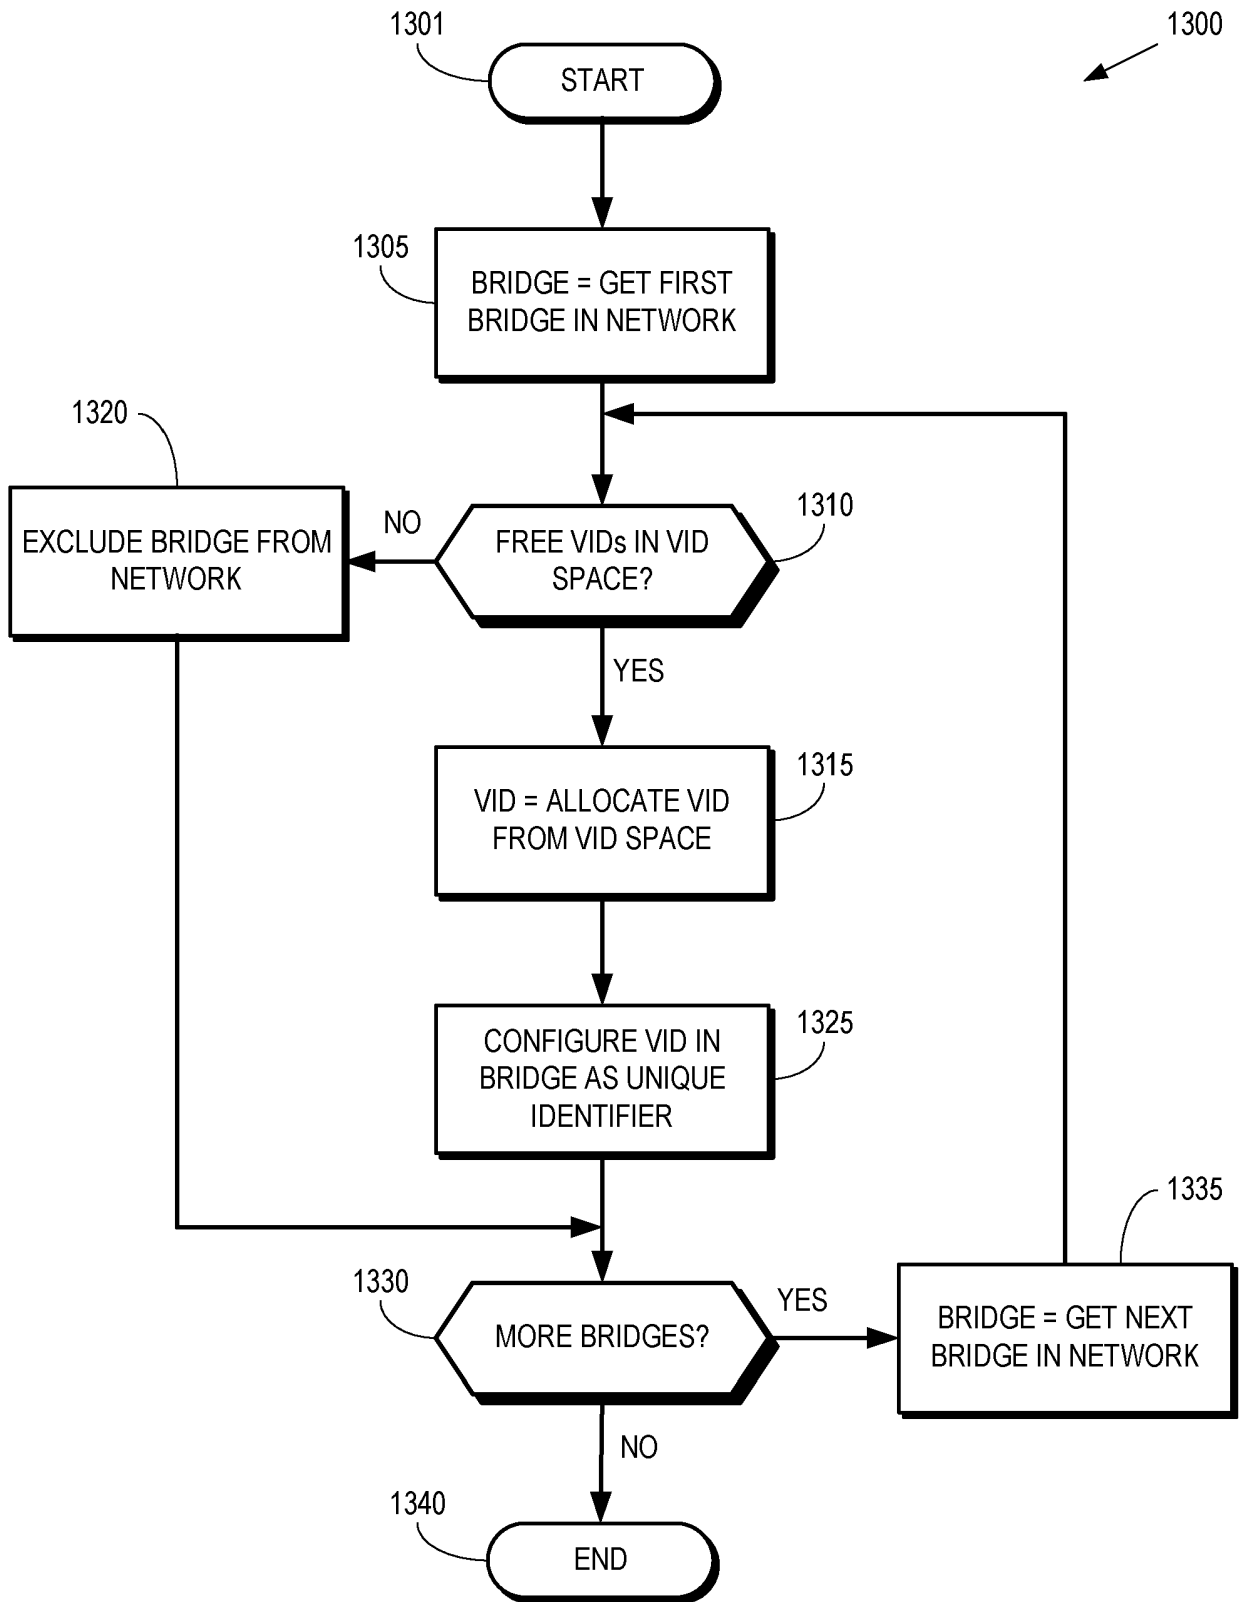 1301
1300
START
1305
BRIDGE = GET FIRST
BRIDGE IN NETWORK
1320
EXCLUDE BRIDGE FROM
NETWORK
NO
1310
FREE VIDs IN VID
SPACE?
YES
1315
VID = ALLOCATE VID
FROM VID SPACE
1325
CONFIGURE VID IN
BRIDGE AS UNIQUE
IDENTIFIER
1330
MORE BRIDGES?
YES
1335
BRIDGE = GET NEXT
BRIDGE IN NETWORK
NO
1340
END